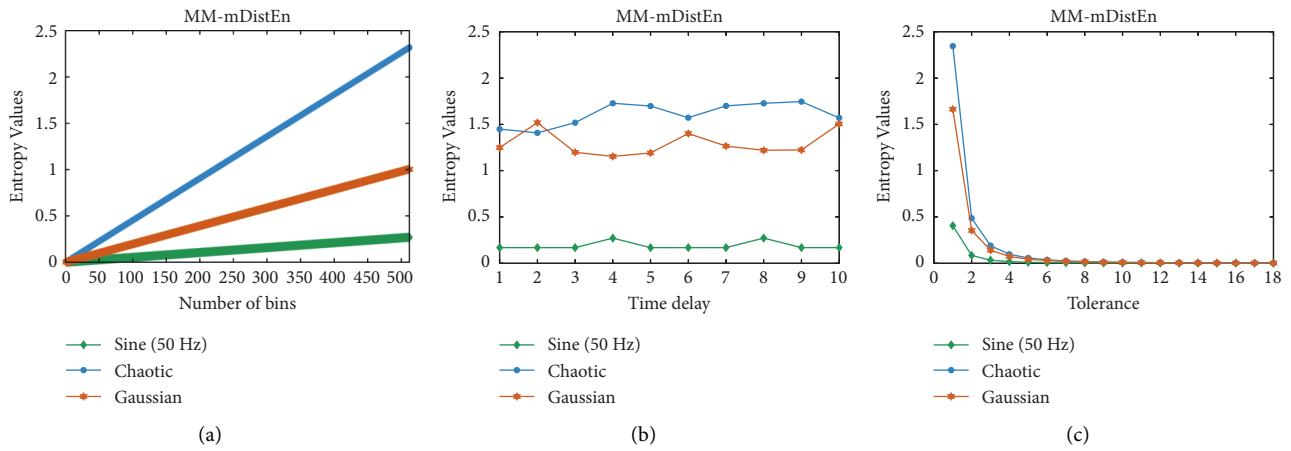 MM-mDistEn
2.5
2
1.5
1
0.5
0
Entropy Values
0 50 100 150 200 250 300 350 400 450 500
Number of bins
Sine (50 Hz)
Chaotic
Gaussian
(a)
MM-mDistEn
2.5
2
1.5
1
0.5
0
Entropy Values
1 2 3 4 5 6 7 8 9 10
Time delay
Sine (50 Hz)
Chaotic
Gaussian
(b)
MM-mDistEn
2.5
2
1.5
1
0.5
0
Entropy Values
0 2 4 6 8 10 12 14 16 18
Tolerance
Sine (50 Hz)
Chaotic
Gaussian
(c)